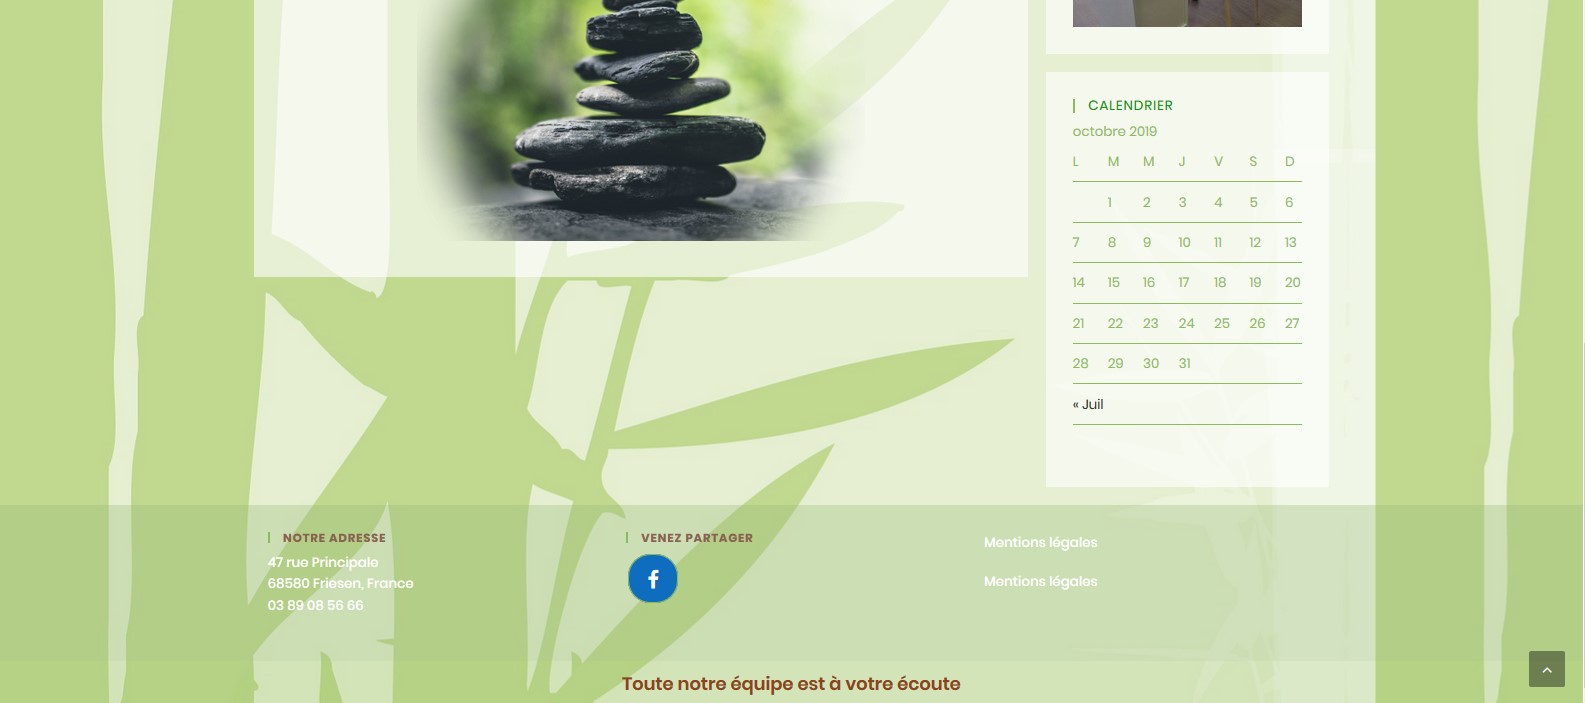 CALENDRIER
octobre 2019
L M M J V S D
1 2 3 4 5 6
7 8 9 10 11 12 13
14 15 16 17 18 19 20
21 22 23 24 25 26 27
28 29 30 31
« Juil
NOTRE ADRESSE
47 rue Principale
68580 Friesen, France
03 89 08 56 66
VENEZ PARTAGER
Mentions légales
Mentions légales
Toute notre équipe est à votre écoute